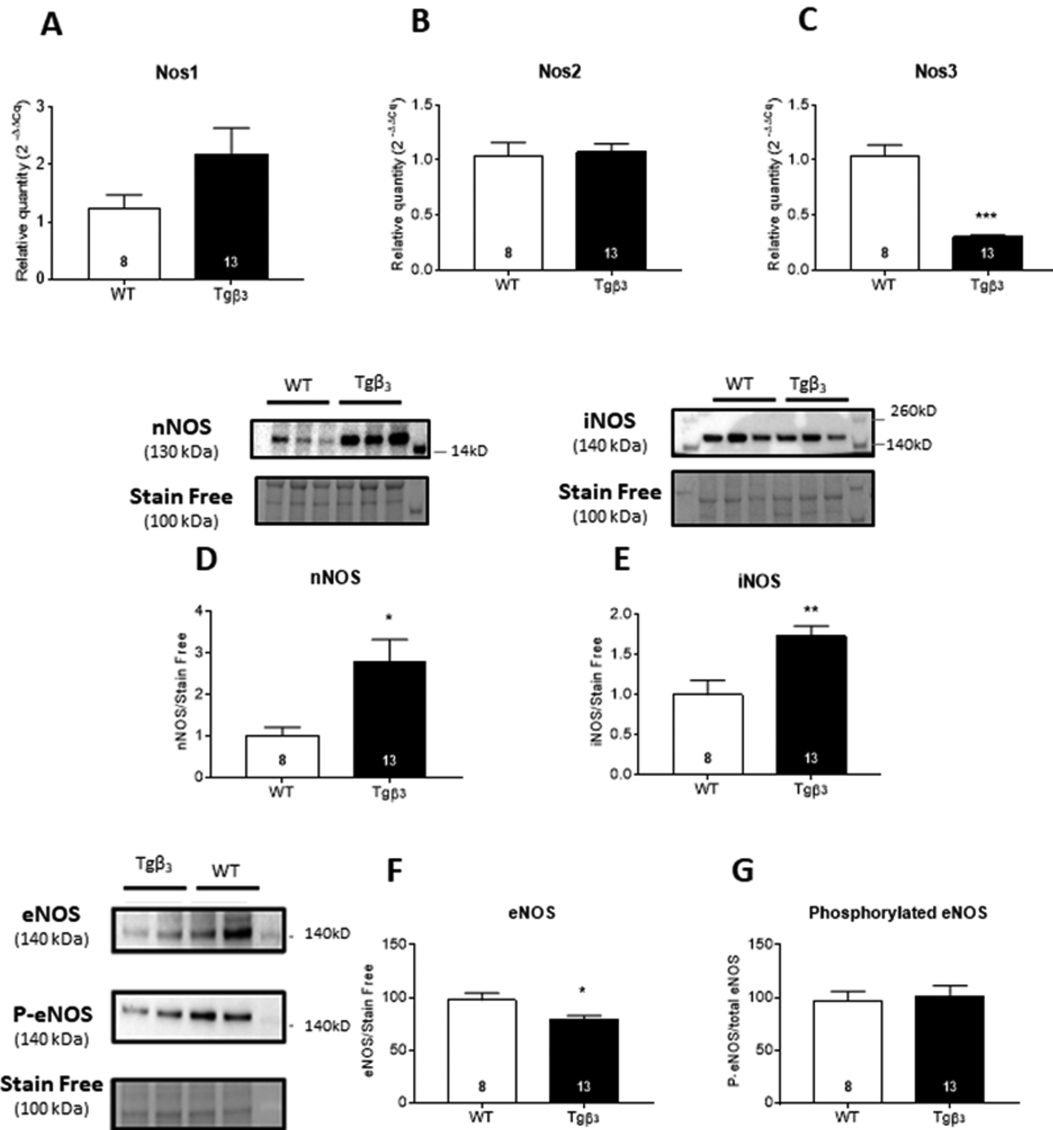 A
B
C
Nos1
Nos2
Nos3
Relative quantity (2 -ΔΔCq)
3
2
1
0
8
13
WT
Tgβ3
Relative quantity (2 -ΔΔCq)
1.5
1.0
0.5
0.0
8
13
WT
Tgβ3
Relative quantity (2 -ΔΔCq)
1.5
1.0
0.5
0.0
***
8
13
WT
Tgβ3
WT
Tgβ3
nNOS
(130 kDa)
14kD
Stain Free
(100 kDa)
WT
Tgβ3
iNOS
(140 kDa)
260kD
140kD
Stain Free
(100 kDa)
D
nNOS
nNOS/Stain Free
4
3
2
1
0
*
8
13
WT
Tgβ3
E
iNOS
iNOS/Stain Free
2.0
1.5
1.0
0.5
0.0
**
8
13
WT
Tgβ3
Tgβ3
WT
eNOS
(140 kDa)
140kD
P-eNOS
(140 kDa)
140kD
Stain Free
(100 kDa)
F
eNOS
eNOS/Stain Free
150
100
50
0
*
8
13
WT
Tgβ3
G
Phosphorylated eNOS
P-eNOS/total eNOS
150
100
50
0
8
13
WT
Tgβ3